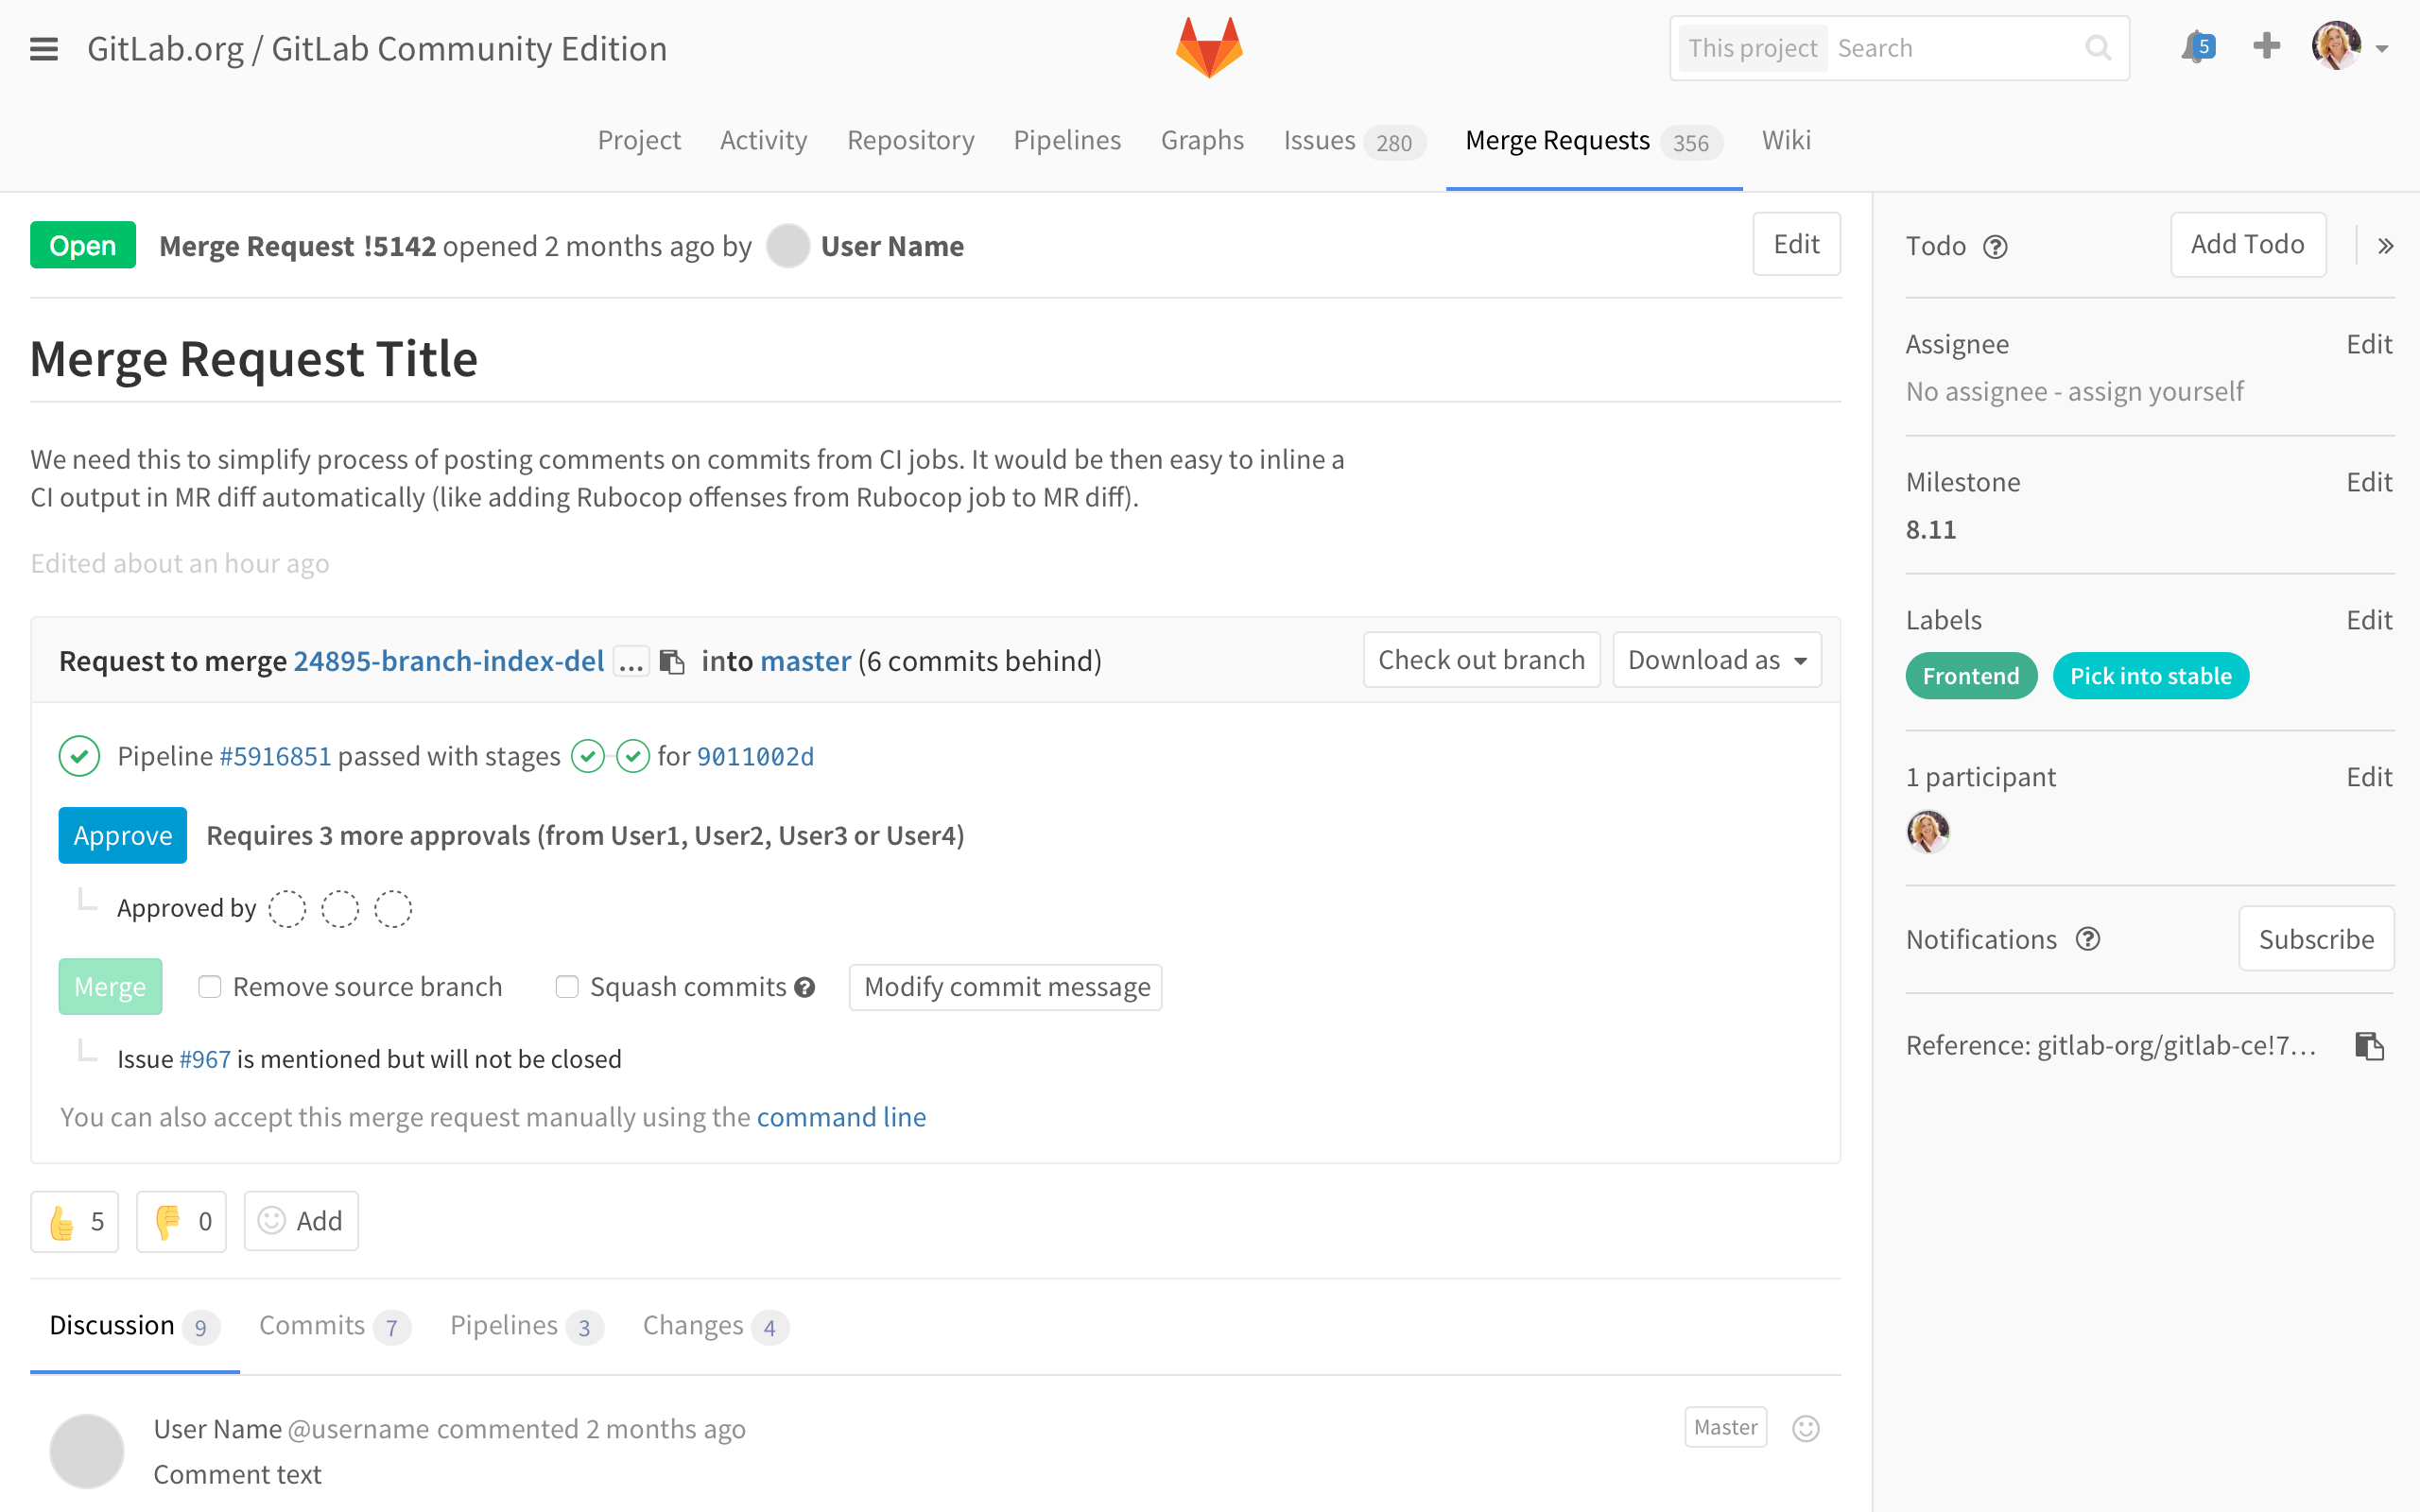 GitLab.org / GitLab Community Edition
This project Search
5
Project Activity Repository Pipelines Graphs Issues 280 Merge Requests 356 Wiki
Open Merge Request !5142 opened 2 months ago by User Name
Edit
Merge Request Title
We need this to simplify process of posting comments on commits from CI jobs. It would be then easy to inline a
CI output in MR diff automatically (like adding Rubocop offenses from Rubocop job to MR diff).
Edited about an hour ago
Request to merge 24895-branch-index-del ... into master (6 commits behind)
Check out branch Download as
Pipeline #5916851 passed with stages for 9011002d
Approve Requires 3 more approvals (from User1, User2, User3 or User4)
Approved by
Merge Remove source branch Squash commits ? Modify commit message
Issue #967 is mentioned but will not be closed
You can also accept this merge request manually using the command line
5 0 Add
Discussion 9 Commits 7 Pipelines 3 Changes 4
User Name @username commented 2 months ago
Master
Comment text
Todo ? Add Todo »
Assignee Edit
No assignee - assign yourself
Milestone Edit
8.11
Labels Edit
Frontend Pick into stable
1 participant Edit
Notifications ? Subscribe
Reference: gitlab-org/gitlab-ce!7...